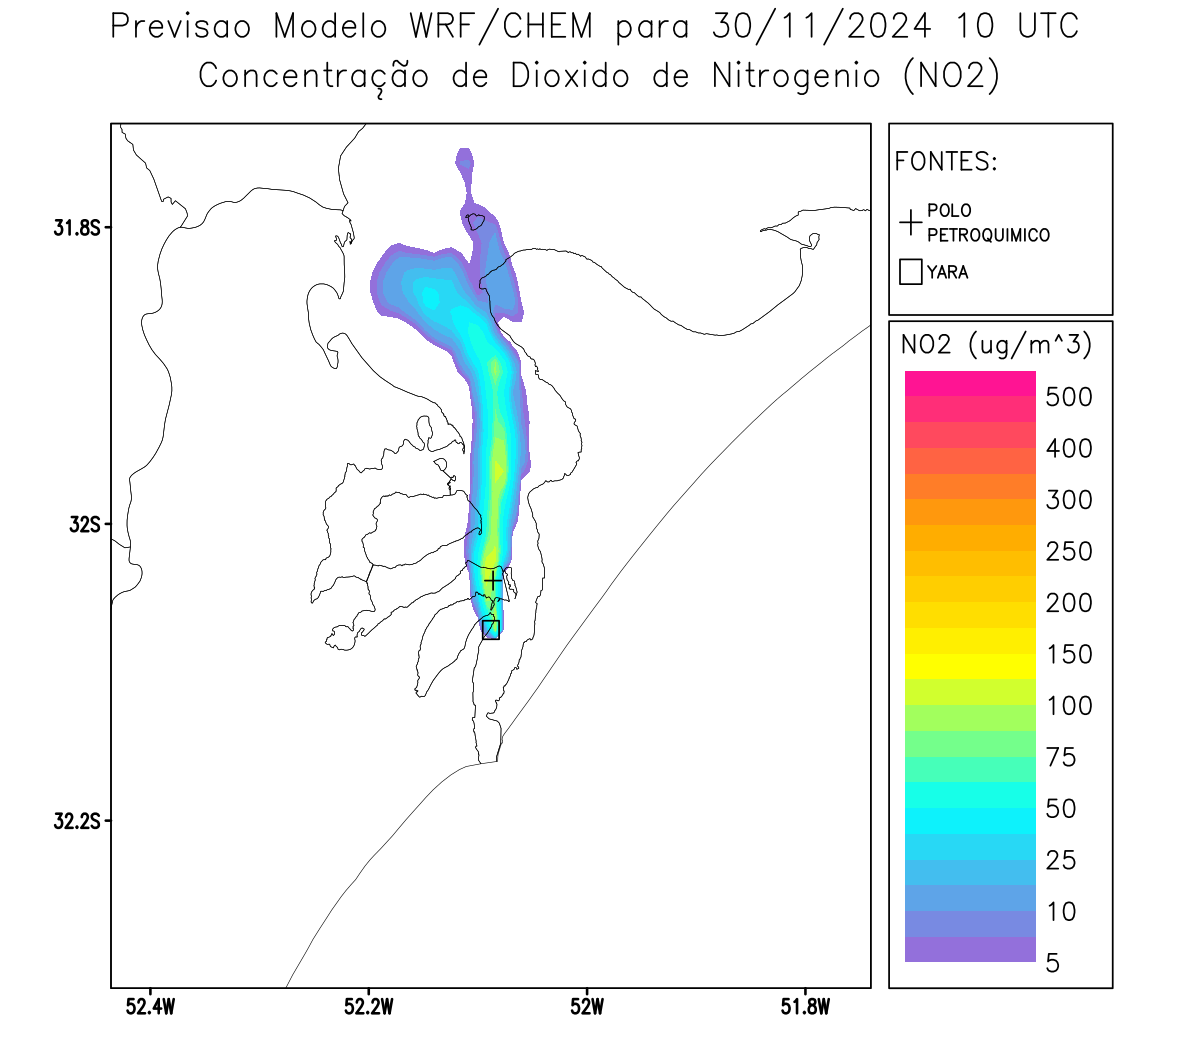 Previsao Modelo WRF/CHEM para 30/11/2024 10 UTC
Concentração de Dioxido de Nitrogenio (NO2)
FONTES:
POLO
PETROQUIMICO
YARA
NO2 (ug/m^3)
500
400
300
250
200
150
100
75
50
25
10
5
31.8S
32S
32.2S
52.4W
52.2W
52W
51.8W